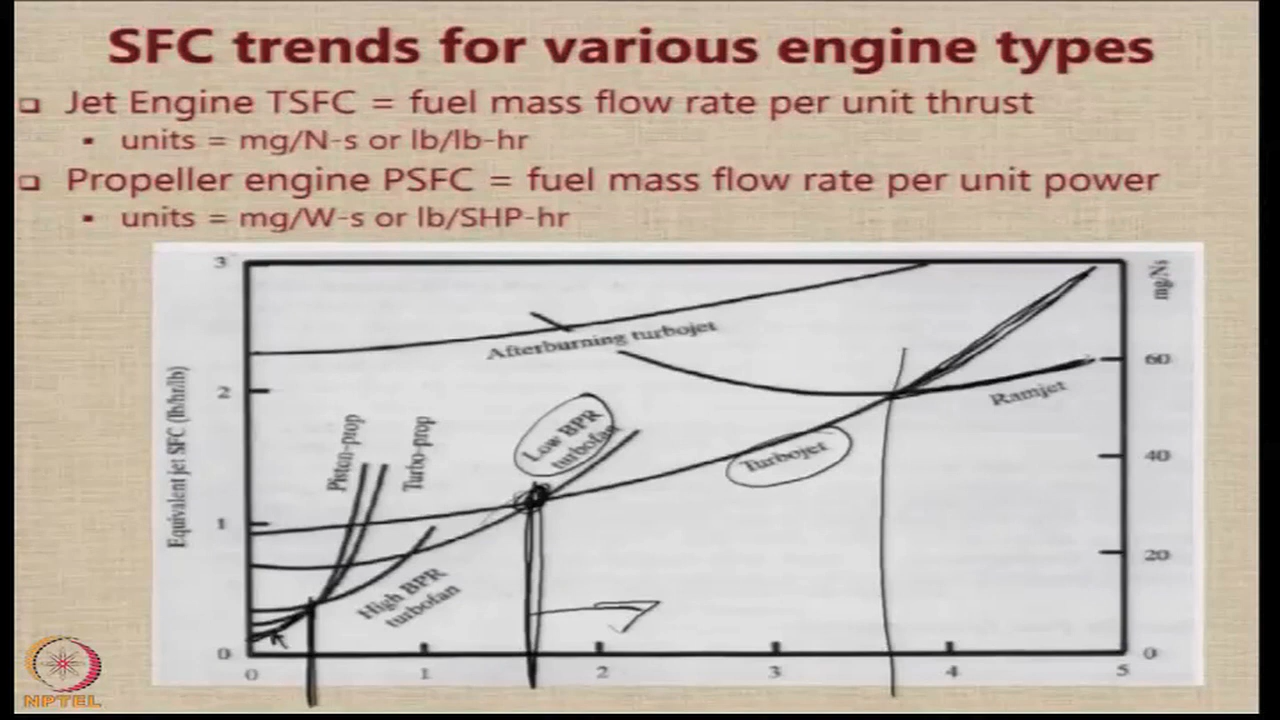 SFC trends for various engine types
❑ Jet Engine TSFC = fuel mass flow rate per unit thrust
▪ units = mg/N-s or lb/lb-hr
❑ Propeller engine PSFC = fuel mass flow rate per unit power
▪ units = mg/W-s or lb/SHP-hr
3
2
1
0
Equivalent jet SFC (lb/hr/lb)
Piston-prop
Turbo-prop
High BPR
turbofan
Low BPR
turbofan
Afterburning turbojet
Turbojet
Ramjet
mg/Ns
60
40
20
0
0 1 2 3 4 5
NPTEL